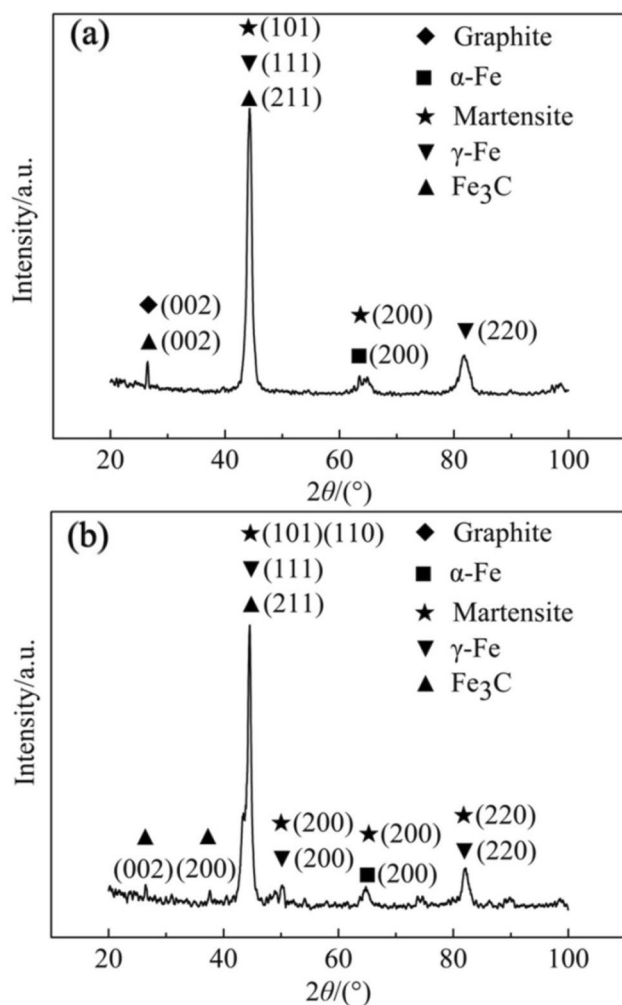 (a)
★(101)
▼(111)
▲(211)
◆ Graphite
■ α-Fe
★ Martensite
▼ γ-Fe
▲ Fe3C
◆(002)
▲(002)
★(200)
■(200)
▼(220)
Intensity/a.u.
20 40 60 80 100
2θ/(°)
(b)
★(101)(110)
▼(111)
▲(211)
◆ Graphite
■ α-Fe
★ Martensite
▼ γ-Fe
▲ Fe3C
▲ ▲
(002)(200)
★(200)
▼(200)
★(200)
■(200)
★(220)
▼(220)
Intensity/a.u.
20 40 60 80 100
2θ/(°)